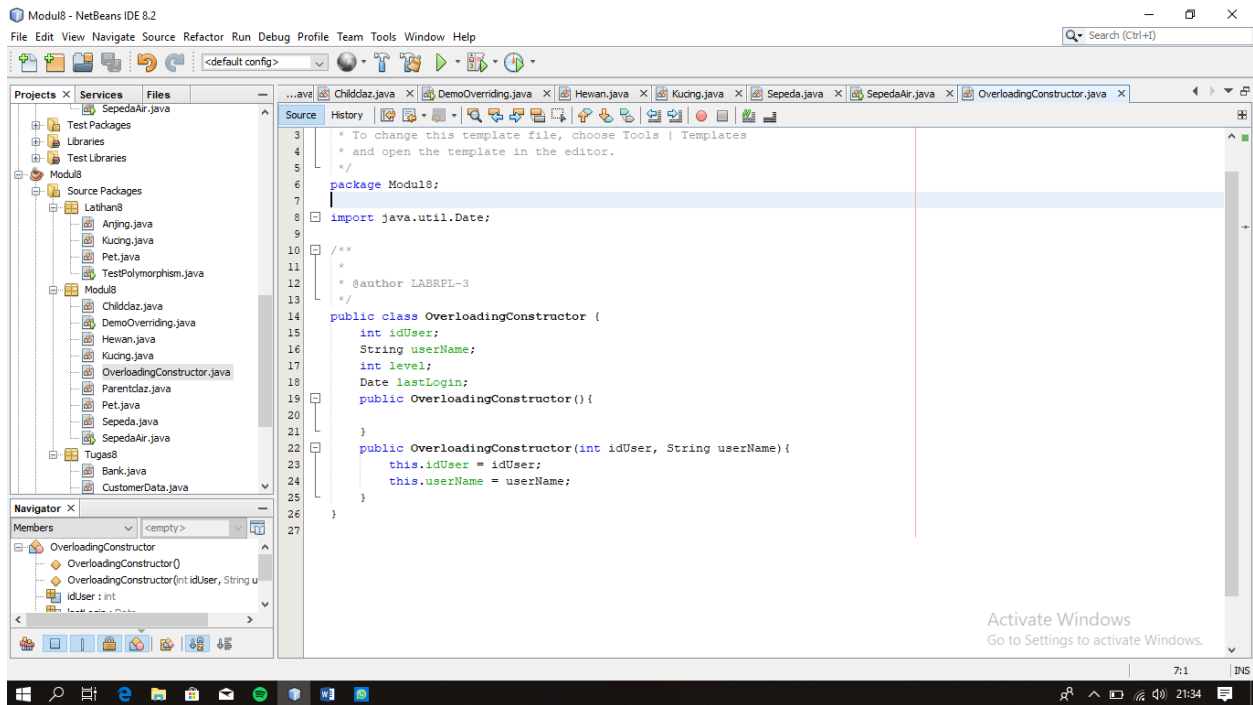 Modul8 - NetBeans IDE 8.2
File Edit View Navigate Source Refactor Run Debug Profile Team Tools Window Help
Search (Ctrl+I)
<default config>
Projects Services Files
SepedaAir.java
Test Packages
Libraries
Test Libraries
Modul8
Source Packages
Latihan8
Anjing.java
Kucing.java
Pet.java
TestPolymorphism.java
Modul8
Childclaz.java
DemoOverriding.java
Hewan.java
Kucing.java
OverloadingConstructor.java
Parentclaz.java
Pet.java
Sepeda.java
SepedaAir.java
Tugas8
Bank.java
CustomerData.java
Navigator
Members <empty>
OverloadingConstructor
OverloadingConstructor()
OverloadingConstructor(int idUser, String u
idUser : int
...ava Childclaz.java DemoOverriding.java Hewan.java Kucing.java Sepeda.java SepedaAir.java OverloadingConstructor.java
Source History
3 * To change this template file, choose Tools | Templates
4 * and open the template in the editor.
5 */
6 package Modul8;
7
8 import java.util.Date;
9
10 /**
11 *
12 * @author LABRPL-3
13 */
14 public class OverloadingConstructor {
15 int idUser;
16 String userName;
17 int level;
18 Date lastLogin;
19 public OverloadingConstructor(){
20
21 }
22 public OverloadingConstructor(int idUser, String userName){
23 this.idUser = idUser;
24 this.userName = userName;
25 }
26 }
27
Activate Windows
Go to Settings to activate Windows.
7:1 INS
21:34